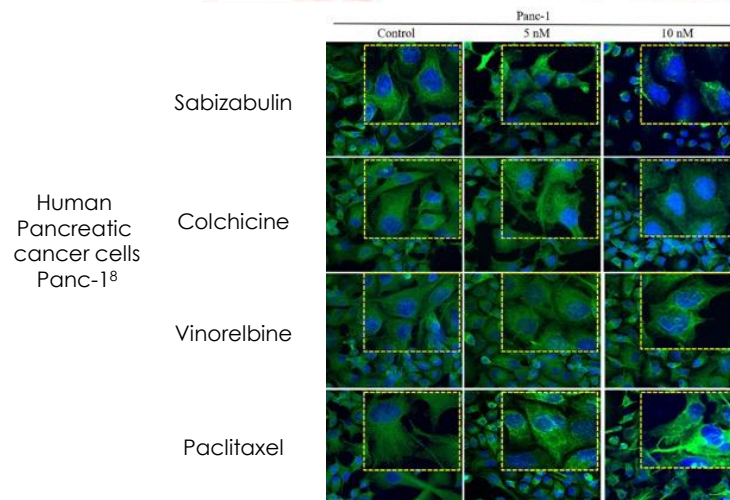 Panc-1
Control 5 nM 10 nM
Sabizabulin
Colchicine
Human
Pancreatic
cancer cells
Panc-1⁸
Vinorelbine
Paclitaxel